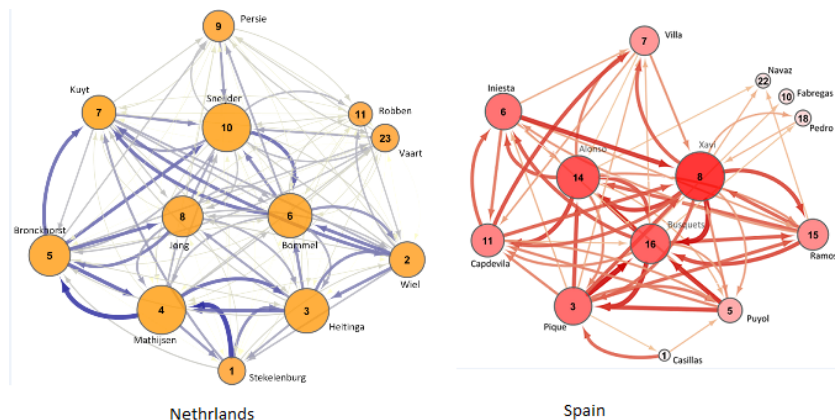 9
Persie
Kuyt
7
Sneijder
10
11
Robben
23
Vaart
Bronckhorst
5
8
Jong
6
Bommel
2
Wiel
4
Mathijsen
3
Heitinga
1
Stekelenburg
Nethrlands
7
Villa
Navaz
22
Iniesta
6
10
Fabregas
18
Pedro
Alonso
14
Xavi
8
11
Capdevila
Busquets
16
15
Ramos
3
Pique
5
Puyol
1
Casillas
Spain